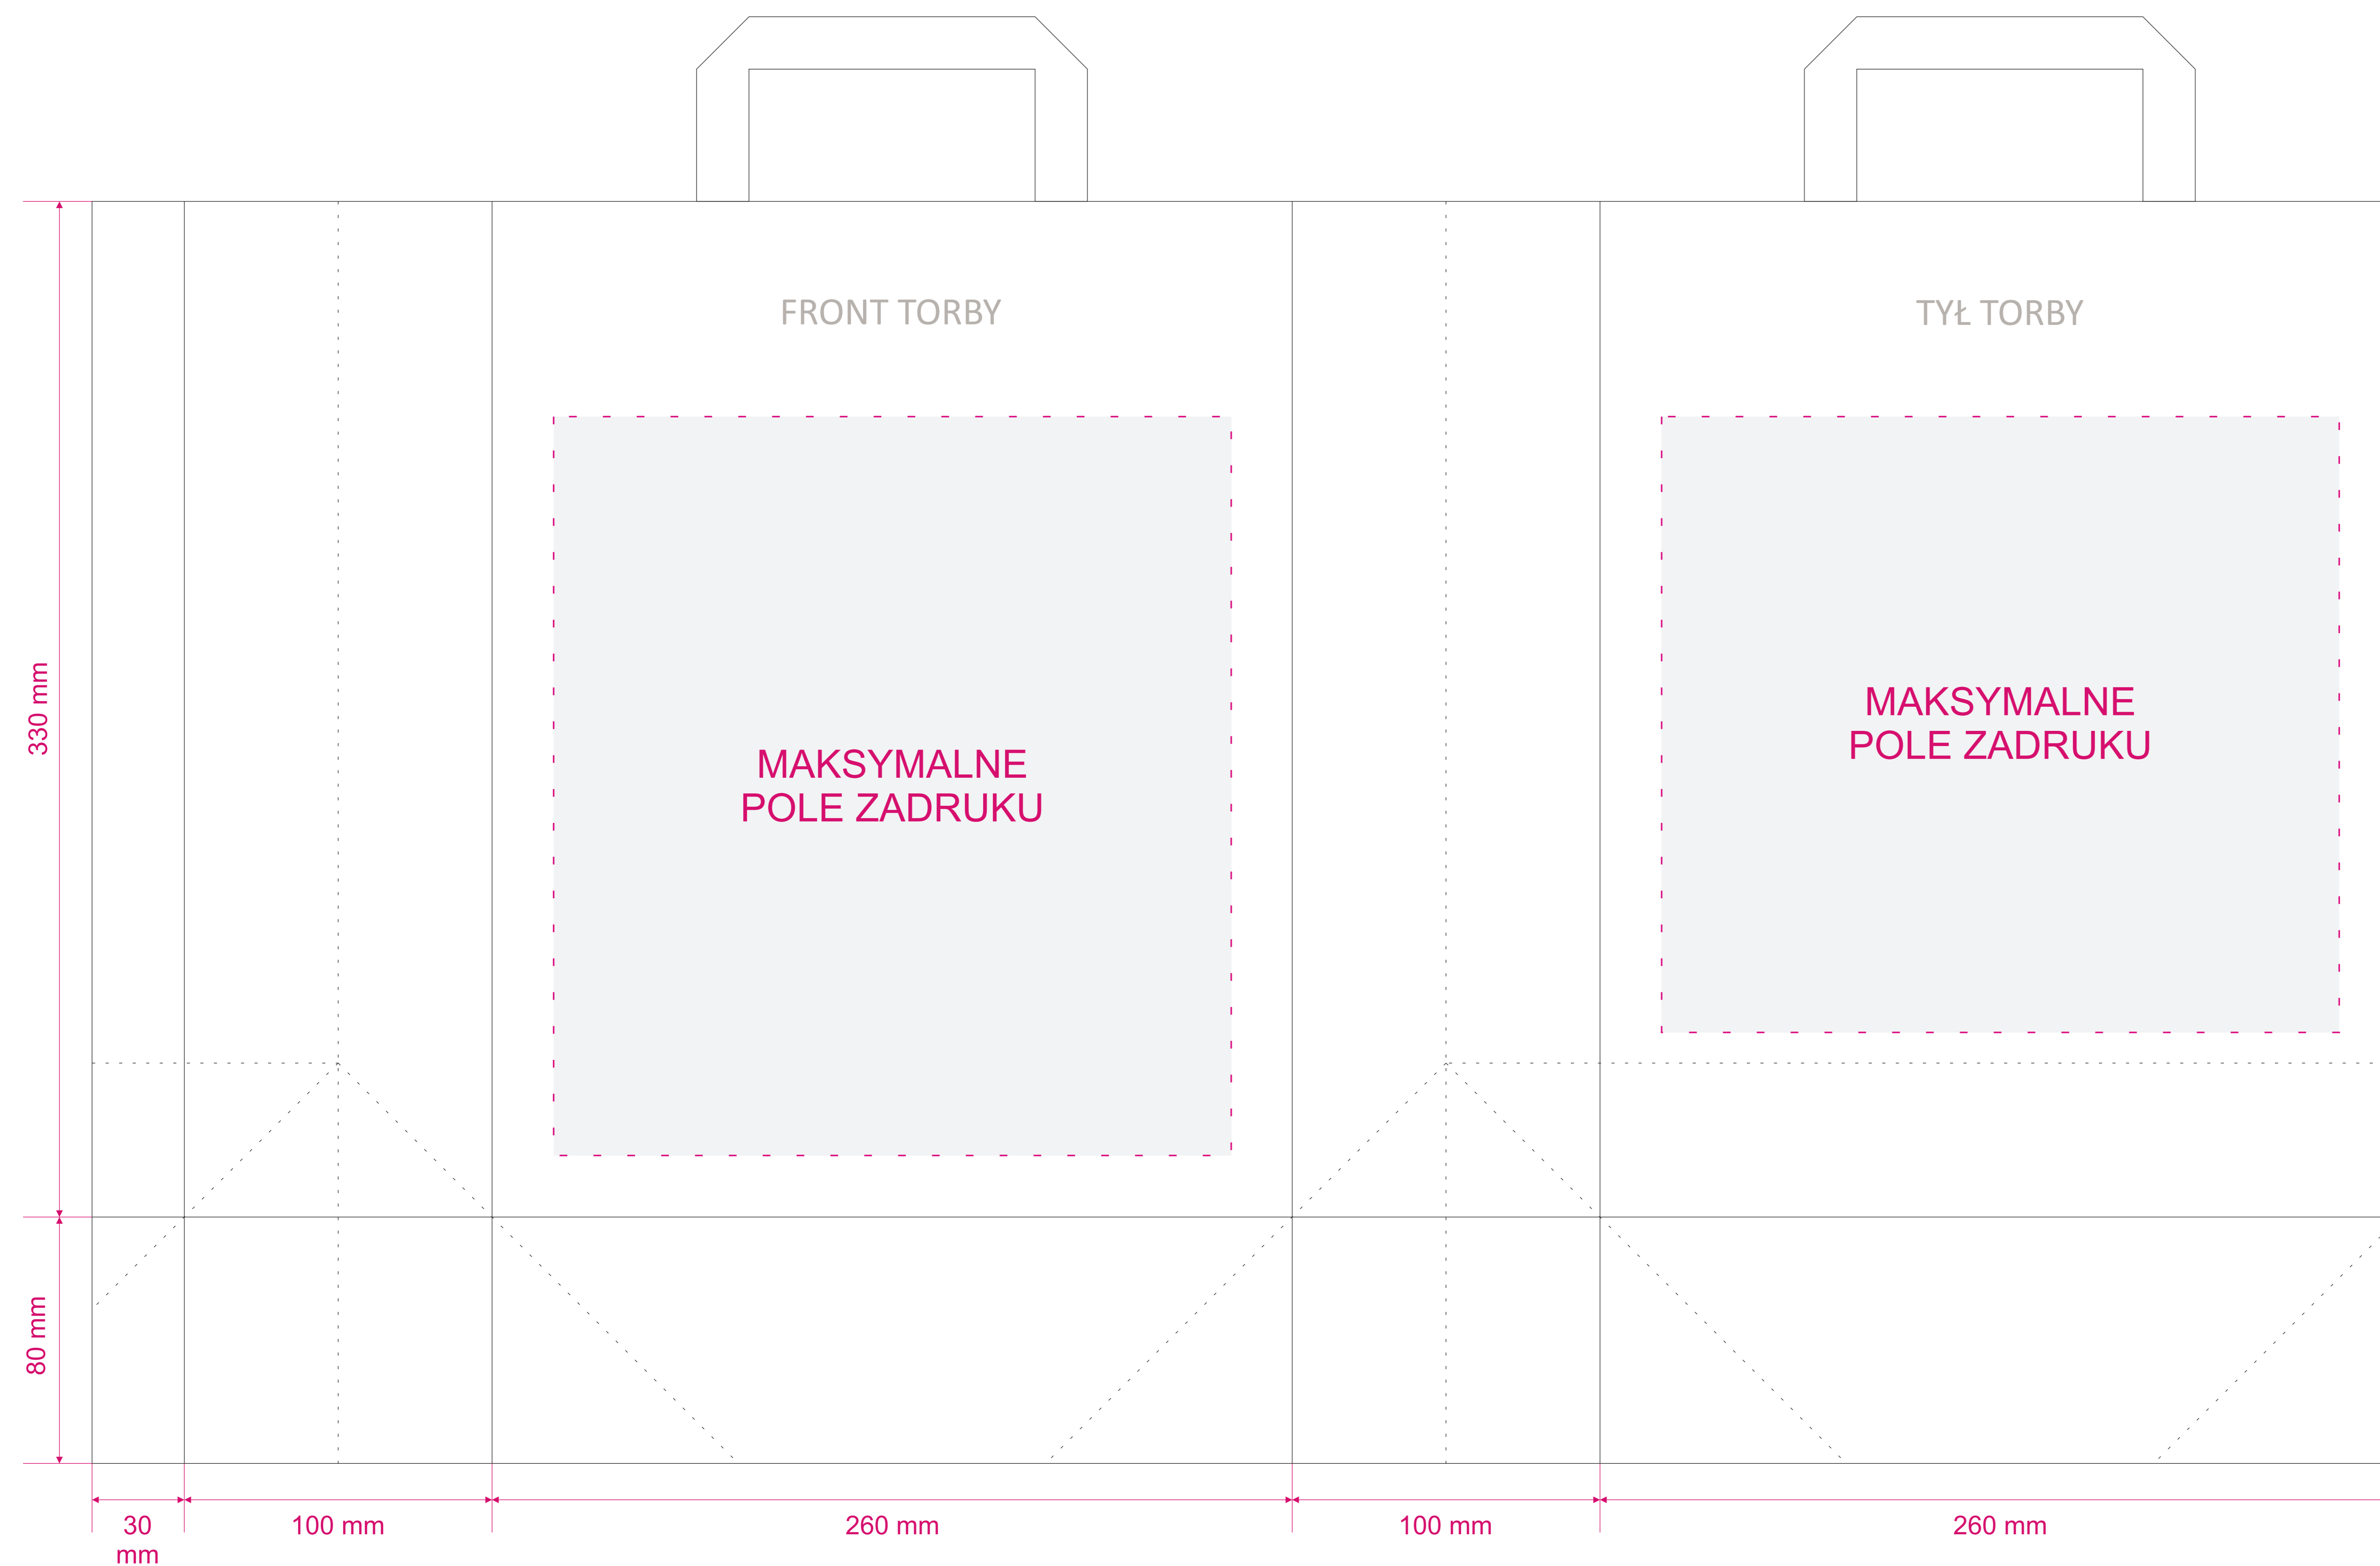 FRONT TORBY
TYŁ TORBY
MAKSYMALNE
POLE ZADRUKU
MAKSYMALNE
POLE ZADRUKU
330 mm
80 mm
30
mm
100 mm
260 mm
100 mm
260 mm